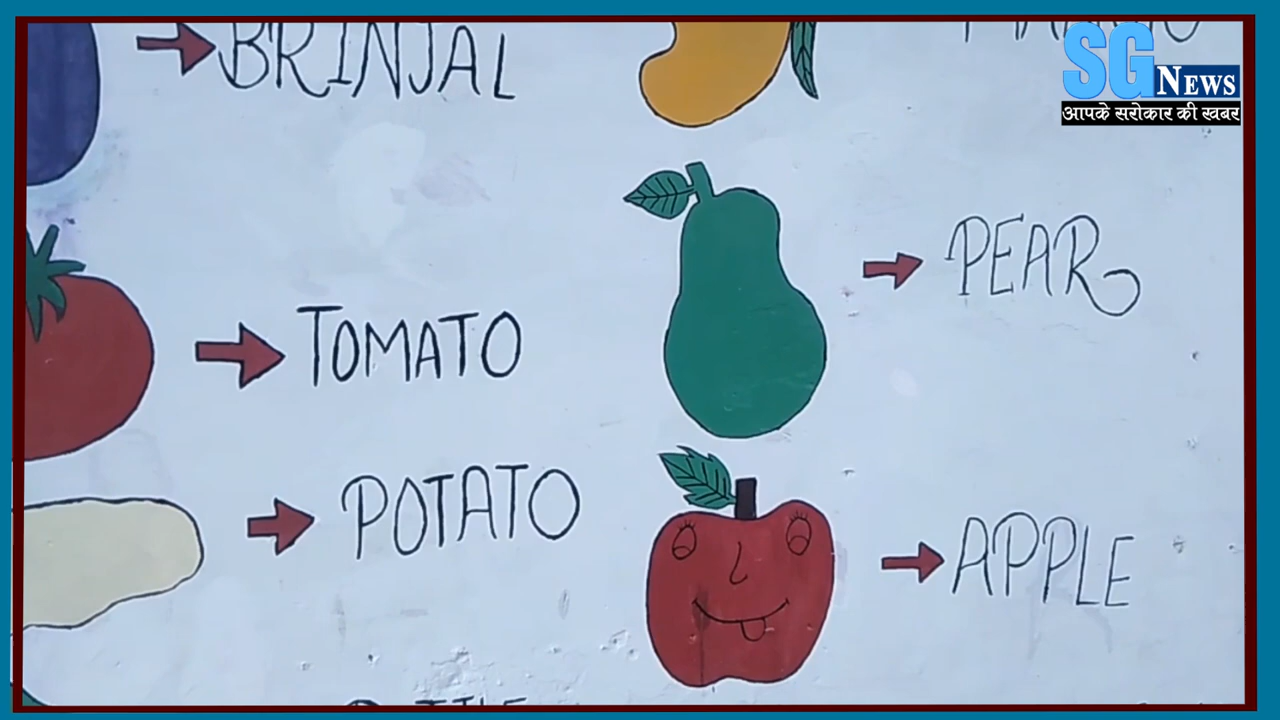 BRINJAL
TOMATO
POTATO
PEAR
APPLE
SG NEWS
आपके सरोकार की खबर